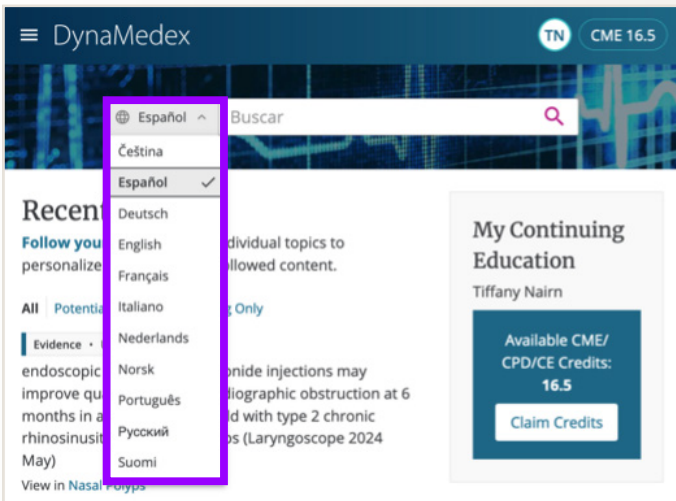 DynaMedex
TN
CME 16.5
Español
Buscar
Čeština
Español
Deutsch
English
Français
Italiano
Nederlands
Norsk
Português
Русский
Suomi
Recent
Follow you dividual topics to
personalize llowed content.
All Potentia g Only
Evidence •
endoscopic onide injections may
improve qu diographic obstruction at 6
months in a ld with type 2 chronic
rhinosinusit ps (Laryngoscope 2024
May)
View in Nasal Polyps
My Continuing
Education
Tiffany Nairn
Available CME/
CPD/CE Credits:
16.5
Claim Credits